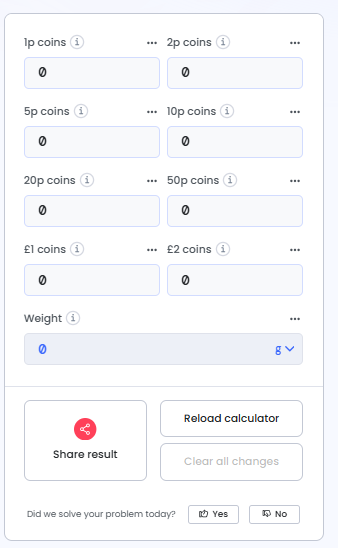 1p coins i ... 2p coins i ...
0 0
5p coins i ... 10p coins i ...
0 0
20p coins i ... 50p coins i ...
0 0
£1 coins i ... £2 coins i ...
0 0
Weight i ...
0 g
Share result
Reload calculator
Clear all changes
Did we solve your problem today? Yes No